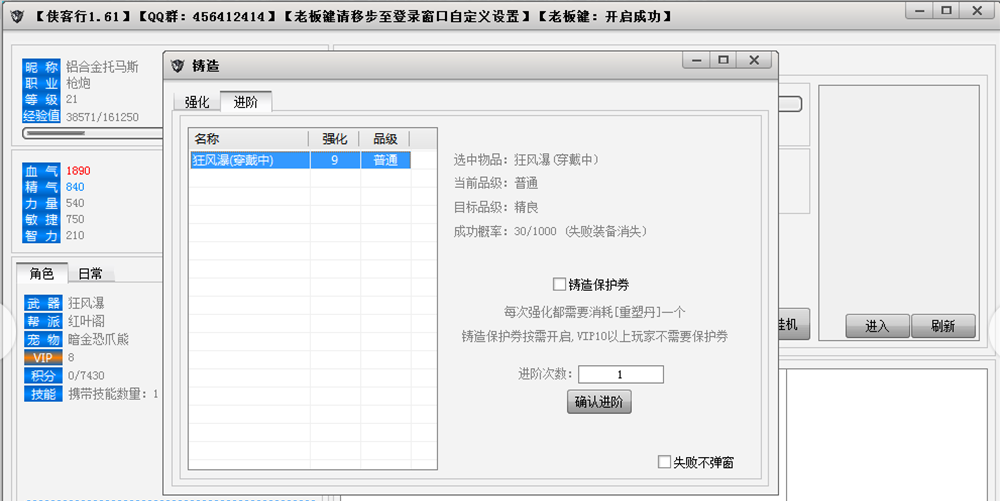 【侠客行1.61】【QQ群：456412414】【老板键请移步至登录窗口自定义设置】【老板键：开启成功】
昵 称 铝合金托马斯
职 业 枪炮
等 级 21
经验值 38571/161250
血 气 1890
精 气 840
力 量 540
敏 捷 750
智 力 210
角色 日常
武 器 狂风瀑
帮 派 红叶阁
宠 物 暗金恐爪熊
VIP 8
积分 0/7430
技能 携带技能数量：1
铸造
强化 进阶
名称 强化 品级
狂风瀑(穿戴中) 9 普通
选中物品：狂风瀑(穿戴中)
当前品级：普通
目标品级：精良
成功概率：30/1000 (失败装备消失)
铸造保护券
每次强化都需要消耗[重塑丹]一个
铸造保护券按需开启,VIP10以上玩家不需要保护券
进阶次数： 1
确认进阶
失败不弹窗
挂机 进入 刷新